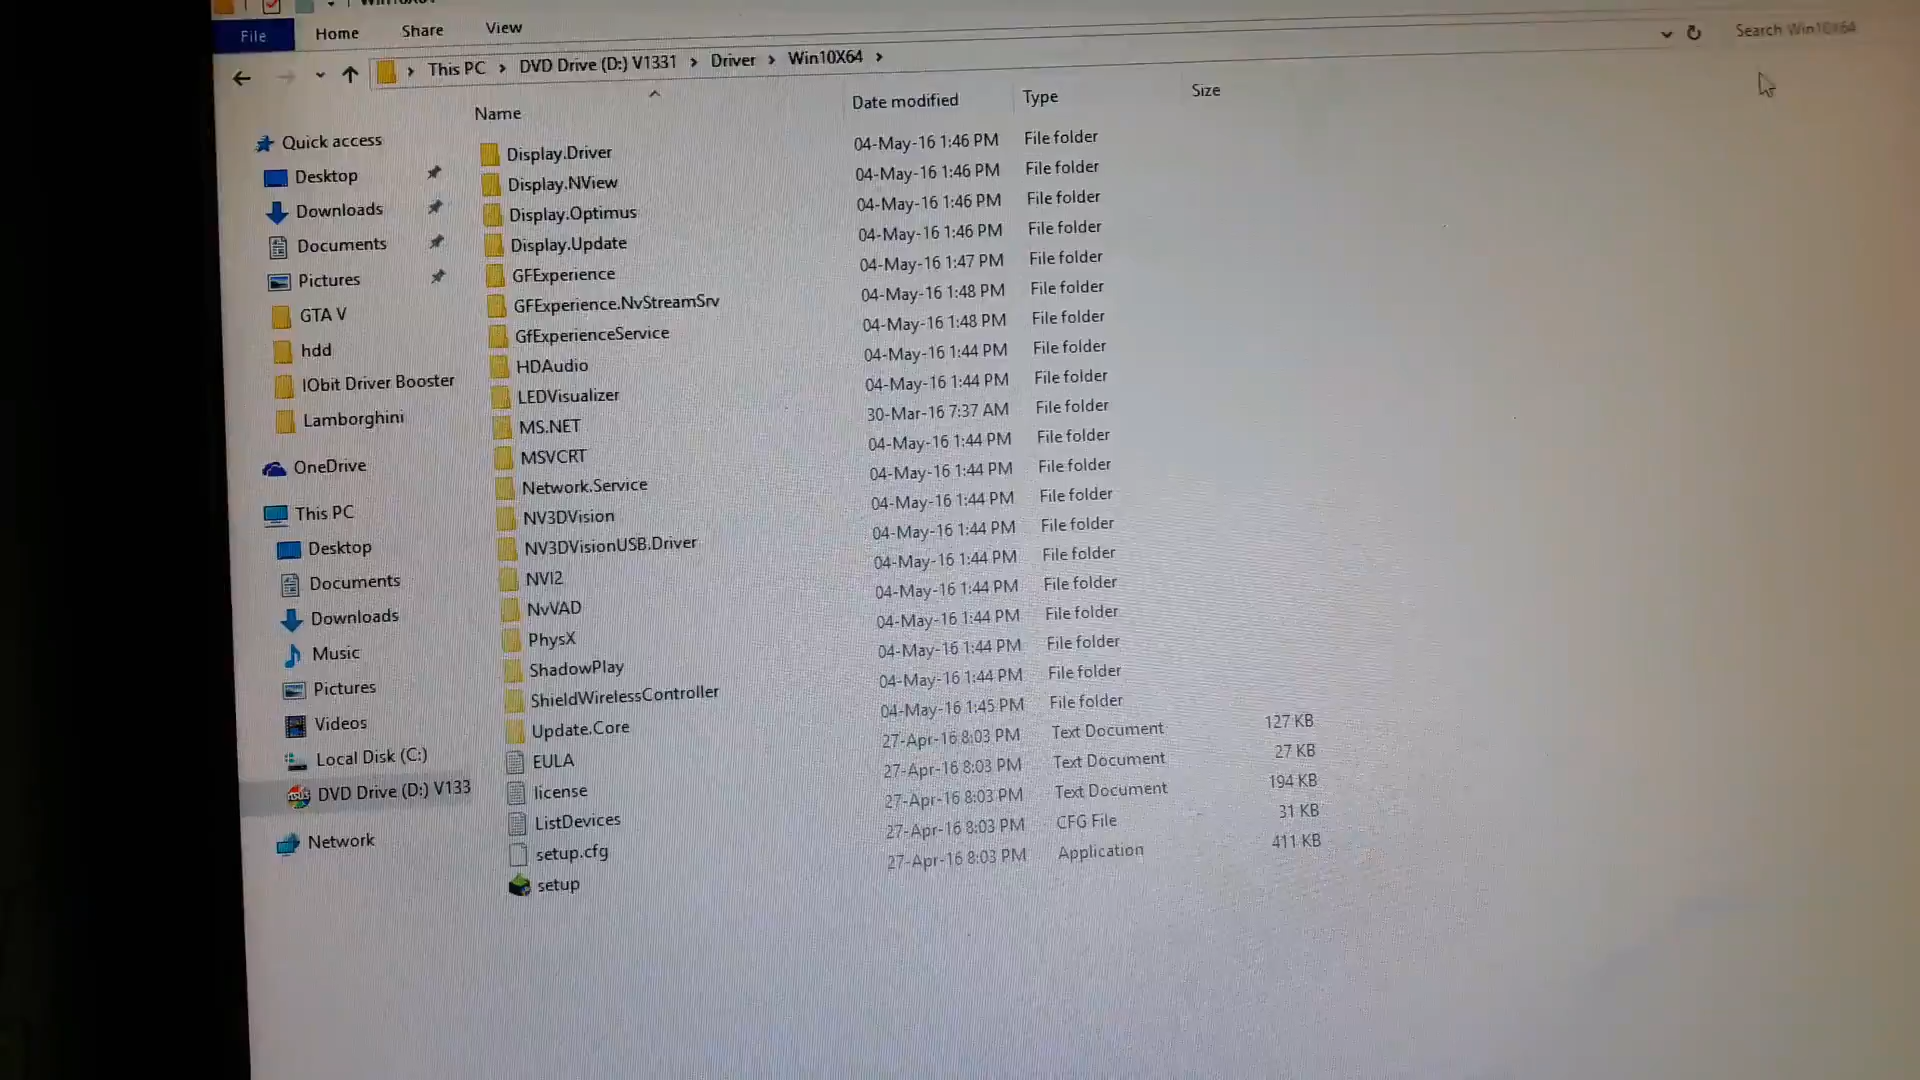 File Home Share View
This PC > DVD Drive (D:) V1331 > Driver > Win10X64 >
Search Win10X64
Name Date modified Type Size
Quick access
Desktop
Downloads
Documents
Pictures
GTA V
hdd
IObit Driver Booster
Lamborghini
OneDrive
This PC
Desktop
Documents
Downloads
Music
Pictures
Videos
Local Disk (C:)
DVD Drive (D:) V133
Network
Display.Driver 04-May-16 1:46 PM File folder
Display.NView 04-May-16 1:46 PM File folder
Display.Optimus 04-May-16 1:46 PM File folder
Display.Update 04-May-16 1:46 PM File folder
GFExperience 04-May-16 1:47 PM File folder
GFExperience.NvStreamSrv 04-May-16 1:48 PM File folder
GfExperienceService 04-May-16 1:48 PM File folder
HDAudio 04-May-16 1:44 PM File folder
LEDVisualizer 04-May-16 1:44 PM File folder
MS.NET 30-Mar-16 7:37 AM File folder
MSVCRT 04-May-16 1:44 PM File folder
Network.Service 04-May-16 1:44 PM File folder
NV3DVision 04-May-16 1:44 PM File folder
NV3DVisionUSB.Driver 04-May-16 1:44 PM File folder
NVI2 04-May-16 1:44 PM File folder
NvVAD 04-May-16 1:44 PM File folder
PhysX 04-May-16 1:44 PM File folder
ShadowPlay 04-May-16 1:44 PM File folder
ShieldWirelessController 04-May-16 1:44 PM File folder
Update.Core 04-May-16 1:45 PM File folder
EULA 27-Apr-16 8:03 PM Text Document 127 KB
license 27-Apr-16 8:03 PM Text Document 27 KB
ListDevices 27-Apr-16 8:03 PM Text Document 194 KB
setup.cfg 27-Apr-16 8:03 PM CFG File 31 KB
setup 27-Apr-16 8:03 PM Application 411 KB